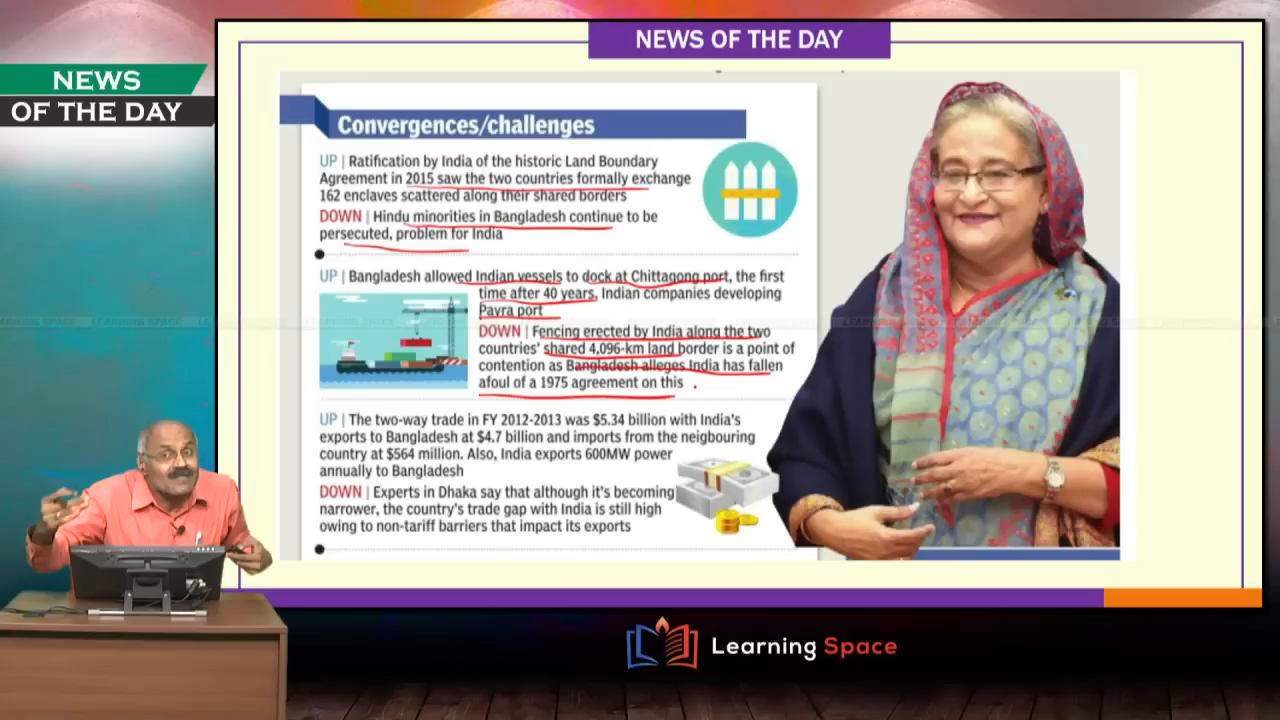 NEWS OF THE DAY
NEWS
OF THE DAY
Convergences/challenges
UP | Ratification by India of the historic Land Boundary
Agreement in 2015 saw the two countries formally exchange
162 enclaves scattered along their shared borders
DOWN | Hindu minorities in Bangladesh continue to be
persecuted, problem for India
UP | Bangladesh allowed Indian vessels to dock at Chittagong port, the first
time after 40 years, Indian companies developing
Payra port
DOWN | Fencing erected by India along the two
countries' shared 4,096-km land border is a point of
contention as Bangladesh alleges India has fallen
afoul of a 1975 agreement on this
UP | The two-way trade in FY 2012-2013 was $5.34 billion with India's
exports to Bangladesh at $4.7 billion and imports from the neigbouring
country at $564 million. Also, India exports 600MW power
annually to Bangladesh
DOWN | Experts in Dhaka say that although it's becoming
narrower, the country's trade gap with India is still high
owing to non-tariff barriers that impact its exports
Learning Space